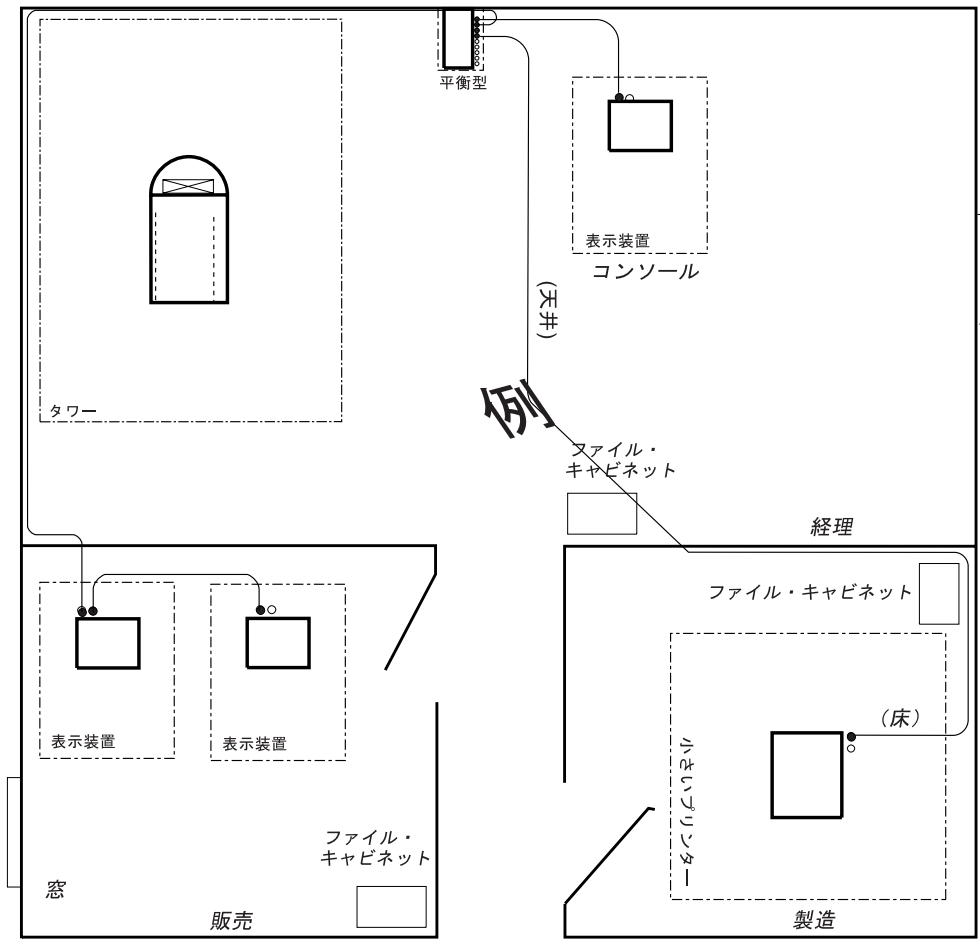 平衡型
表示装置
コンソール
(天井)
タワー
例
ファイル・
キャビネット
経理
ファイル・キャビネット
表示装置
表示装置
(床)
小さいプリンター
ファイル・
キャビネット
窓
販売
製造